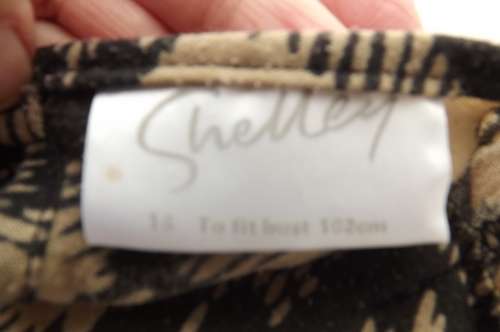 Shelley
16 To fit bust 102cm